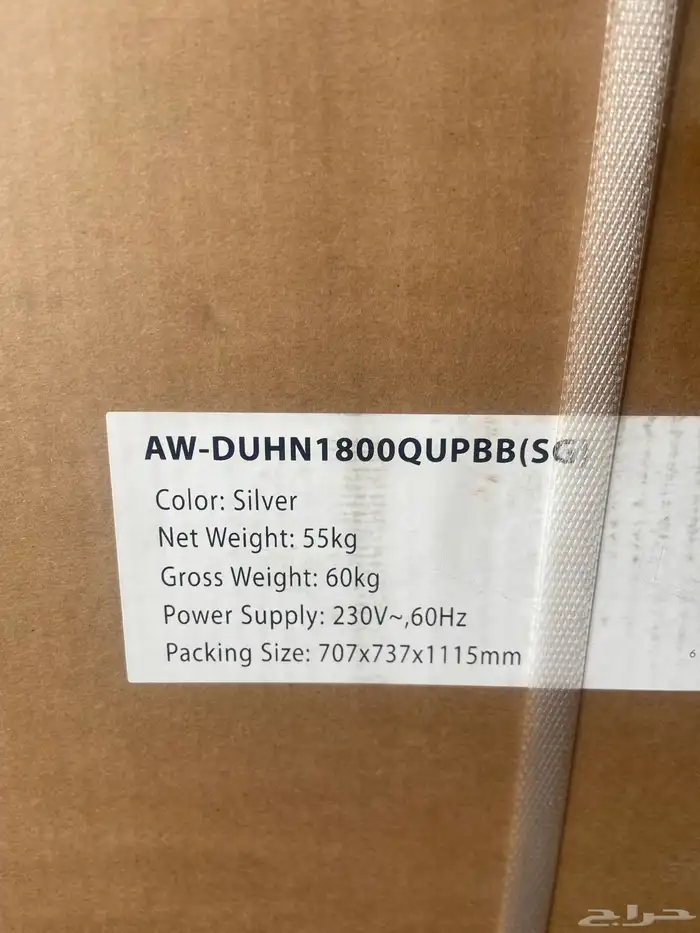 AW-DUHN1800QUPBB(SG)
Color: Silver
Net Weight: 55kg
Gross Weight: 60kg
Power Supply: 230V~,60Hz
Packing Size: 707x737x1115mm
6
حراج